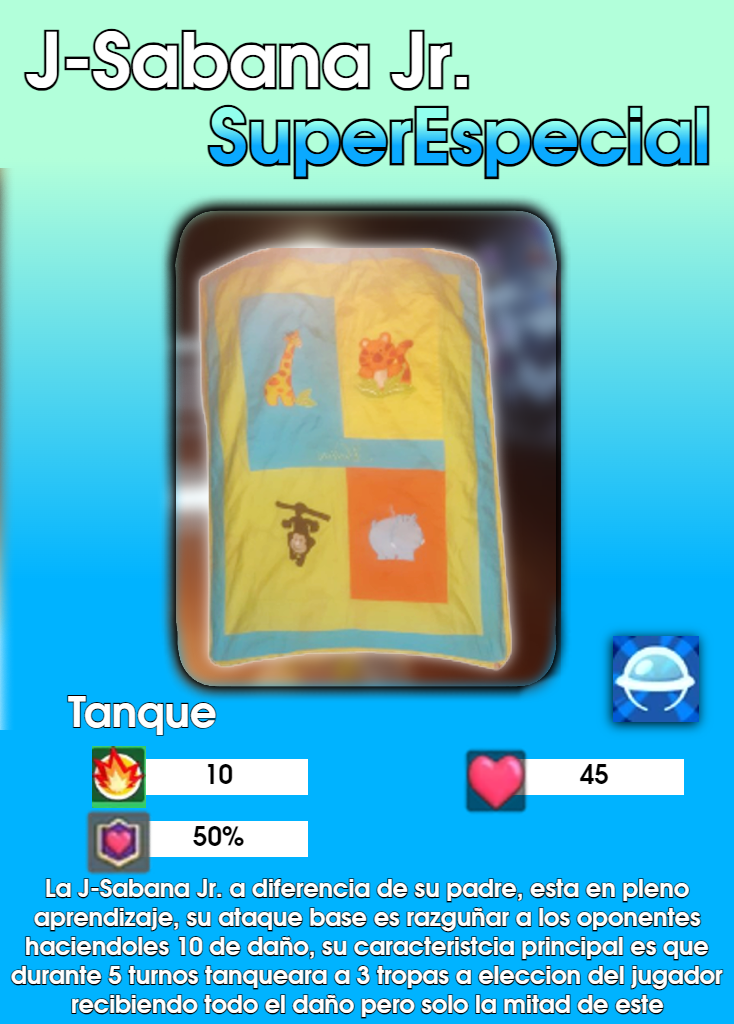 J-Sabana Jr.
SuperEspecial
Tanque
10
45
50%
La J-Sabana Jr. a diferencia de su padre, esta en pleno
aprendizaje, su ataque base es razguñar a los oponentes
haciendoles 10 de daño, su caracteristcia principal es que
durante 5 turnos tanqueara a 3 tropas a eleccion del jugador
recibiendo todo el daño pero solo la mitad de este